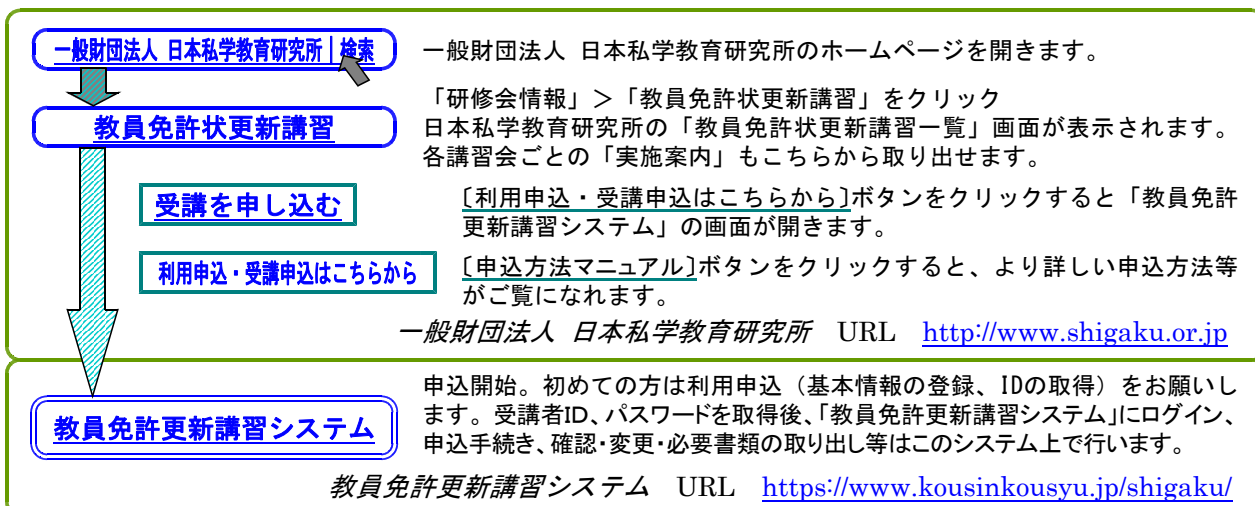 一般財団法人 日本私学教育研究所|検索
一般財団法人 日本私学教育研究所のホームページを開きます。
「研修会情報」>「教員免許状更新講習」をクリック
教員免許状更新講習
日本私学教育研究所の「教員免許状更新講習一覧」画面が表示されます。
各講習会ごとの「実施案内」もこちらから取り出せます。
受講を申し込む
〔利用申込・受講申込はこちらから〕ボタンをクリックすると「教員免許
更新講習システム」の画面が開きます。
利用申込・受講申込はこちらから
〔申込方法マニュアル〕ボタンをクリックすると、より詳しい申込方法等
がご覧になれます。
一般財団法人 日本私学教育研究所 URL http://www.shigaku.or.jp
教員免許更新講習システム
申込開始。初めての方は利用申込（基本情報の登録、IDの取得）をお願いし
ます。受講者ID、パスワードを取得後、「教員免許更新講習システム」にログイン、
申込手続き、確認・変更・必要書類の取り出し等はこのシステム上で行います。
教員免許更新講習システム URL https://www.kousinkousyu.jp/shigaku/